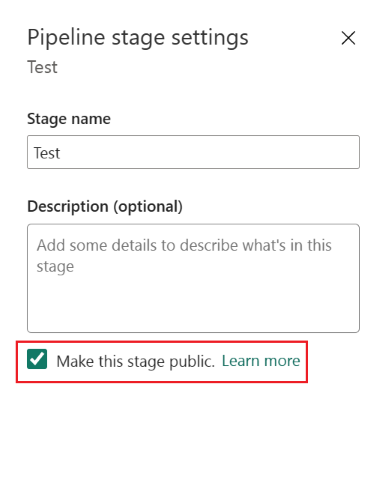 Pipeline stage settings
Test
Stage name
Test
Description (optional)
Add some details to describe what's in this
stage
Make this stage public. Learn more